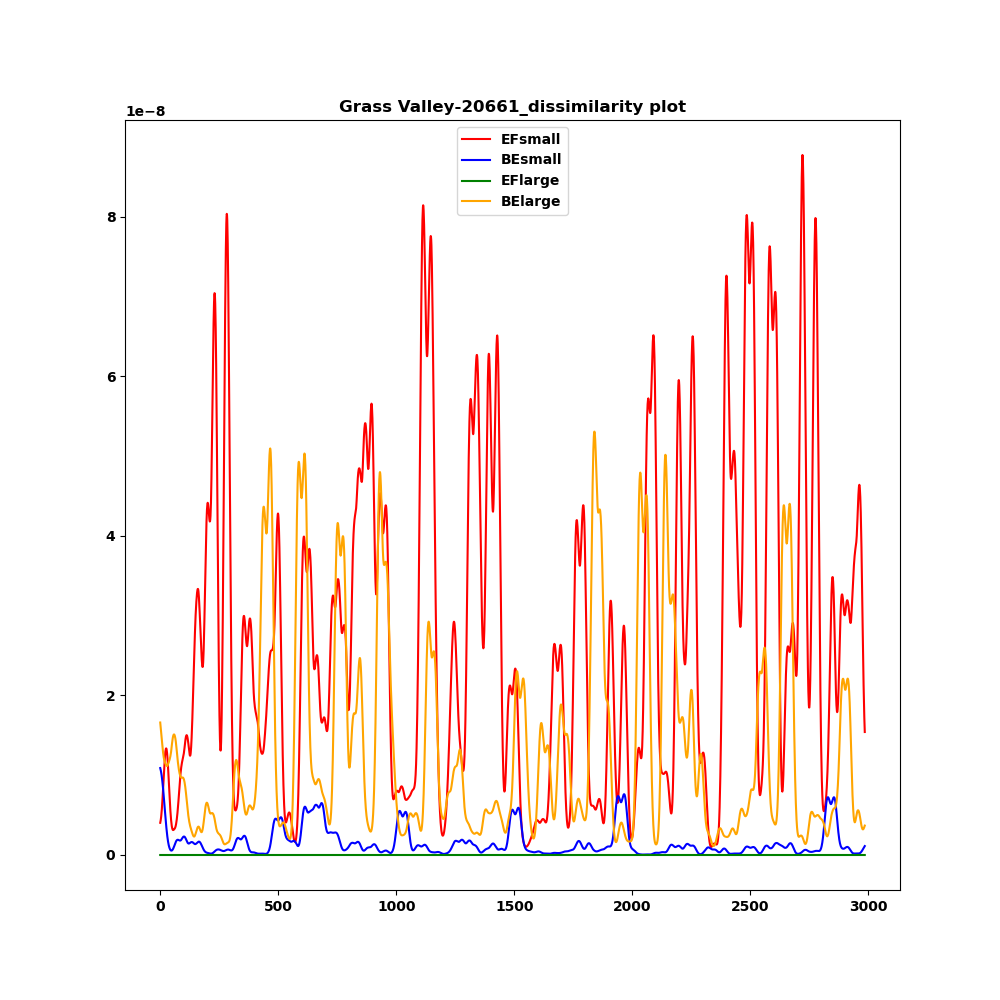 Grass Valley-20661_dissimilarity plot
1e−8
EFsmall
BEsmall
EFlarge
BElarge
8
6
4
2
0
0 500 1000 1500 2000 2500 3000